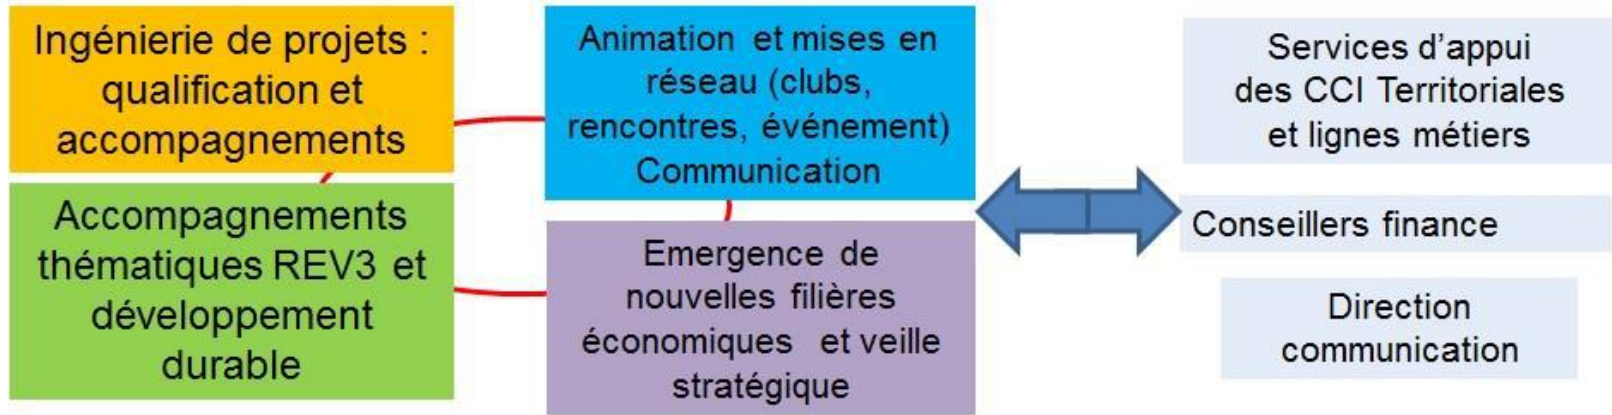 Ingénierie de projets :
qualification et
accompagnements
Accompagnements
thématiques REV3 et
développement
durable
Animation et mises en
réseau (clubs,
rencontres, événement)
Communication
Emergence de
nouvelles filières
économiques et veille
stratégique
Services d’appui
des CCI Territoriales
et lignes métiers
Conseillers finance
Direction
communication